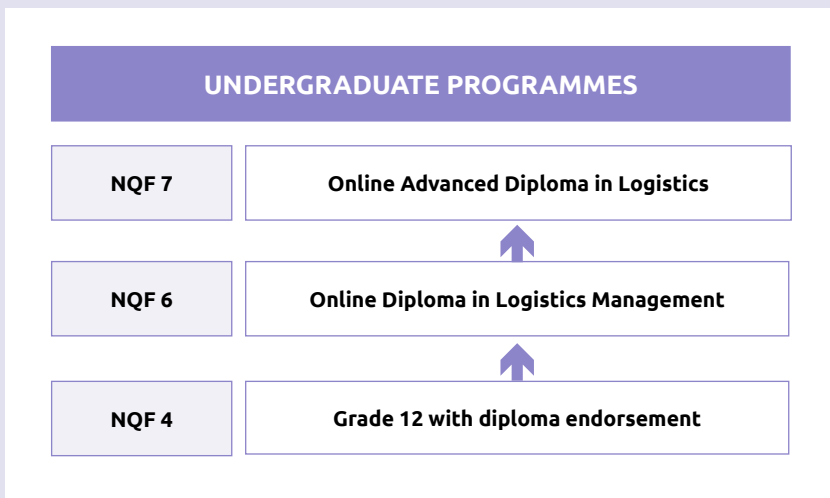 UNDERGRADUATE PROGRAMMES
NQF 7
Online Advanced Diploma in Logistics
NQF 6
Online Diploma in Logistics Management
NQF 4
Grade 12 with diploma endorsement